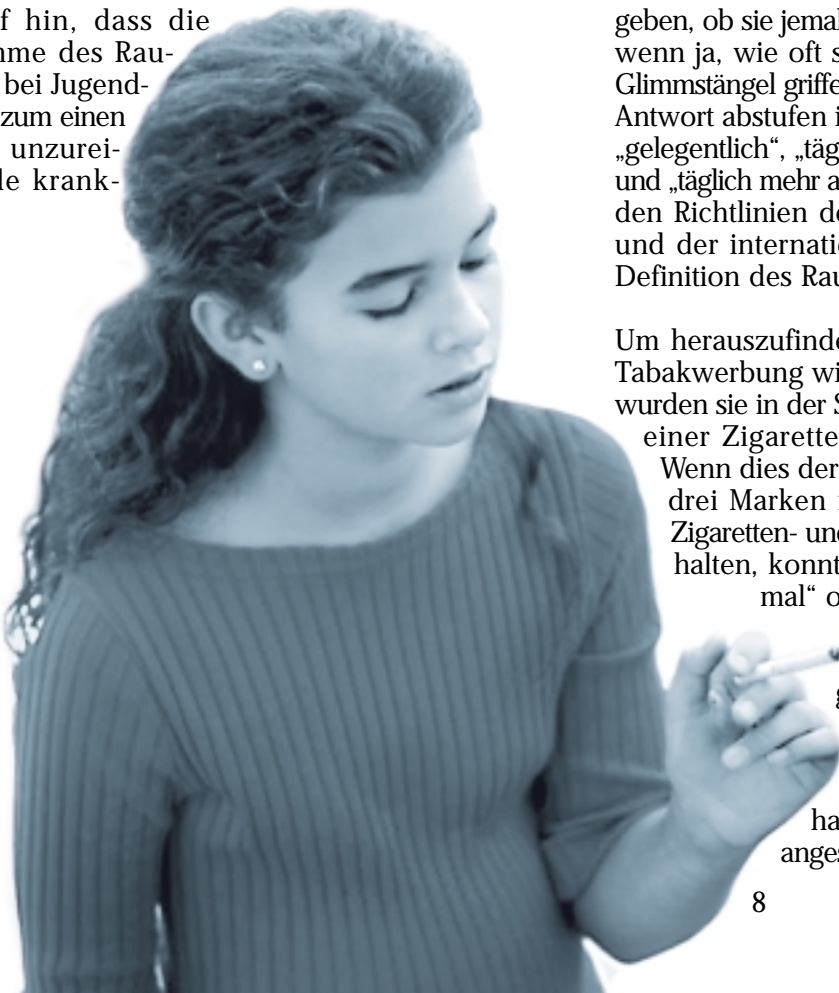 f hin, dass die
me des Rau-
bei Jugend-
zum einen
unzurei-
le krank-
geben, ob sie jemal
wenn ja, wie oft s
Glimmstängel griffe
Antwort abstufen i
„gelegentlich“, „täg
und „täglich mehr a
den Richtlinien de
und der internatio
Definition des Rau
Um herauszufinde
Tabakwerbung wi
wurden sie in der S
einer Zigarette
Wenn dies der
drei Marken
Zigaretten- und
halten, konnt
mal“ o
g
ha
anges
8